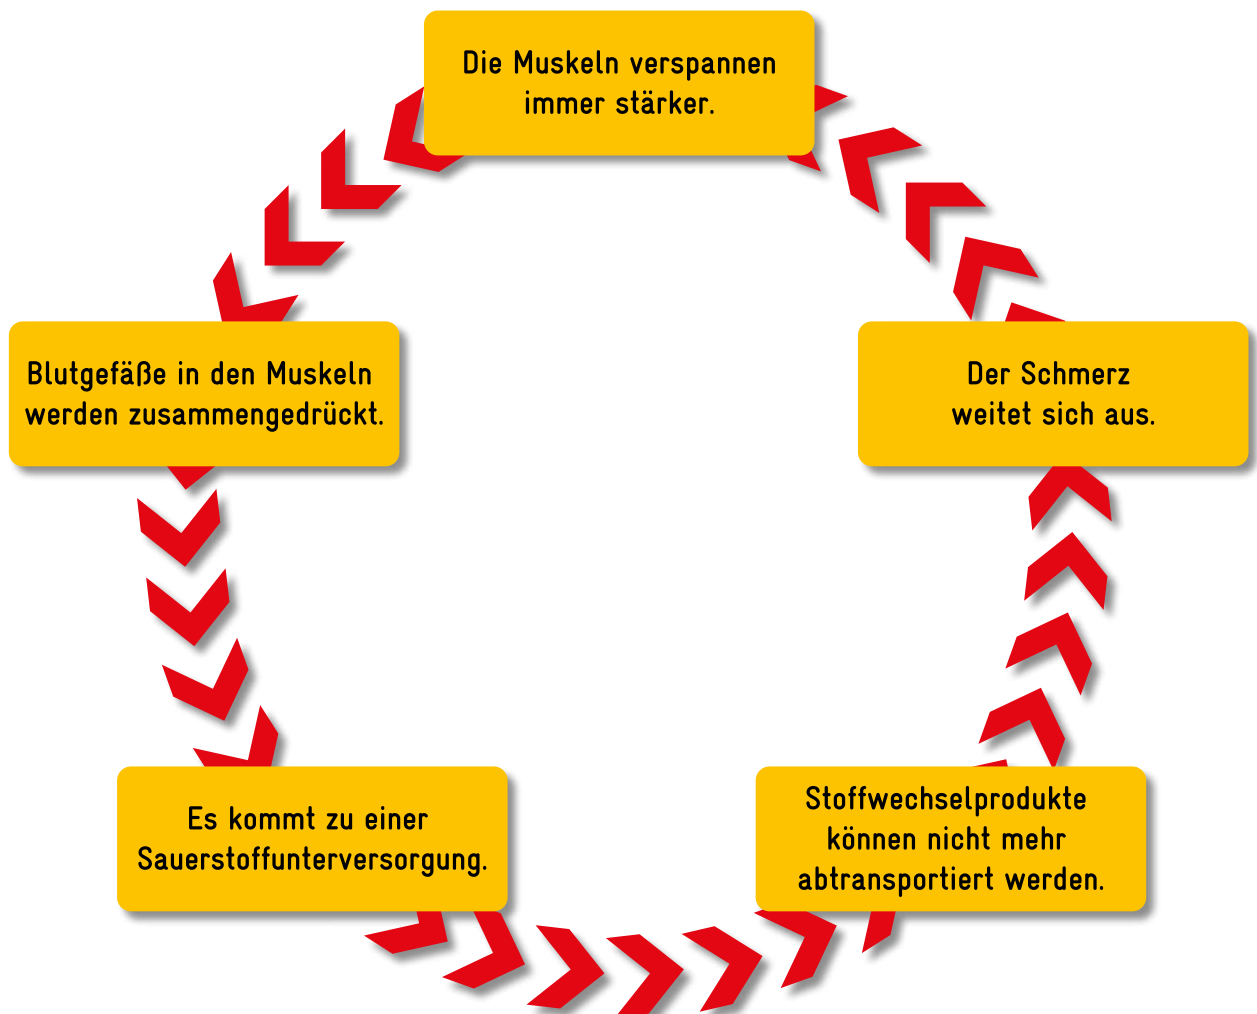 Die Muskeln verspannen
immer stärker.
Blutgefäße in den Muskeln
werden zusammengedrückt.
Der Schmerz
weitet sich aus.
Es kommt zu einer
Sauerstoffunterversorgung.
Stoffwechselprodukte
können nicht mehr
abtransportiert werden.